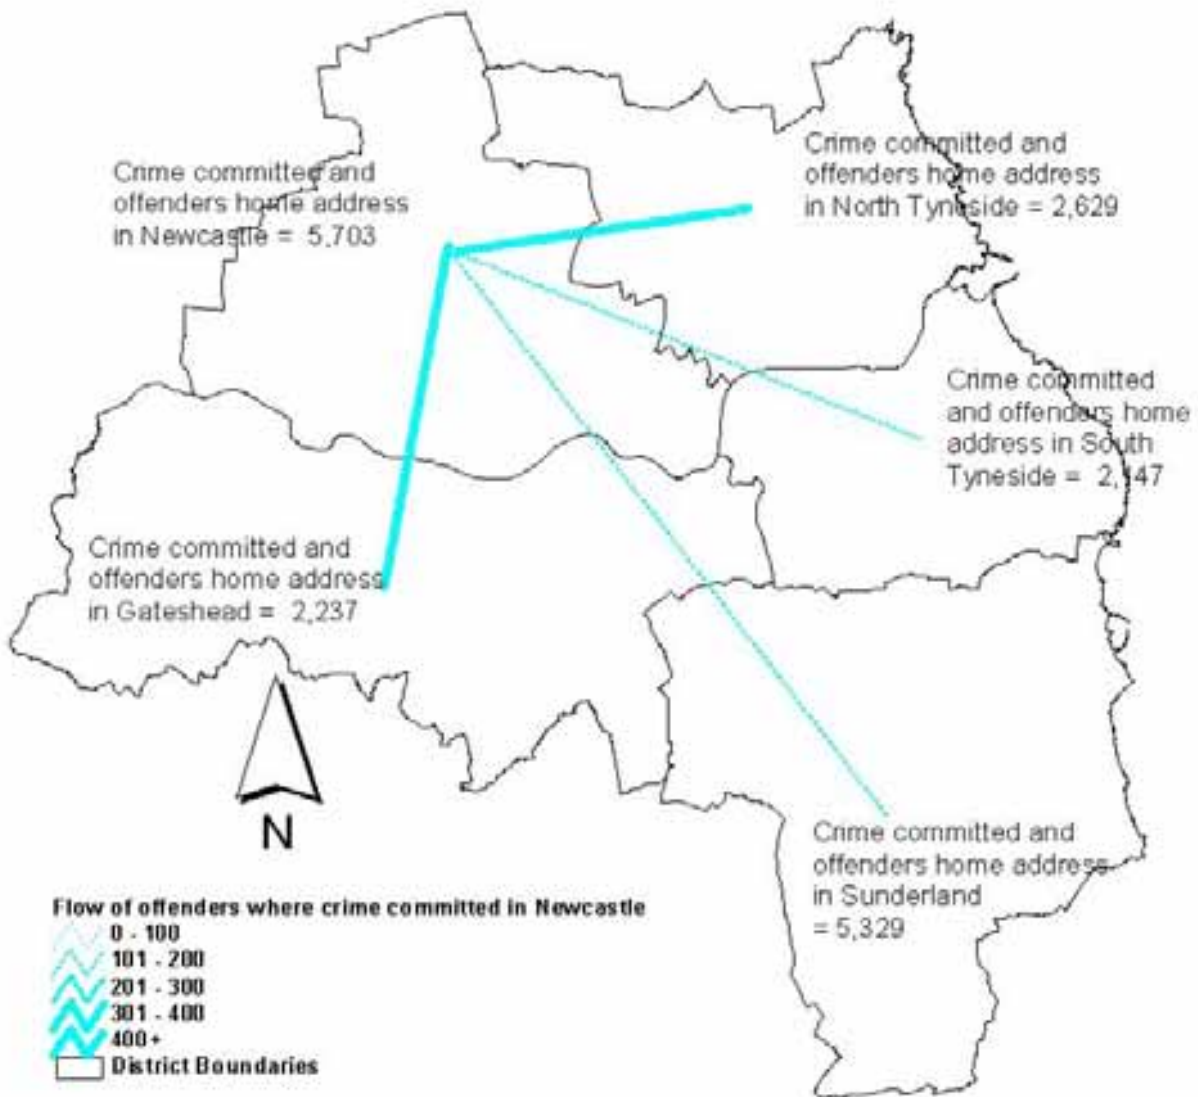 Crime committed and
offenders home address
in Newcastle = 5,703
Crime committed and
offenders home address
in North Tyneside = 2,629
Crime committed
and offenders home
address in South
Tyneside = 2,147
Crime committed and
offenders home address
in Gateshead = 2,237
N
Crime committed and
offenders home address
in Sunderland
= 5,329
Flow of offenders where crime committed in Newcastle
0 - 100
101 - 200
201 - 300
301 - 400
400+
District Boundaries